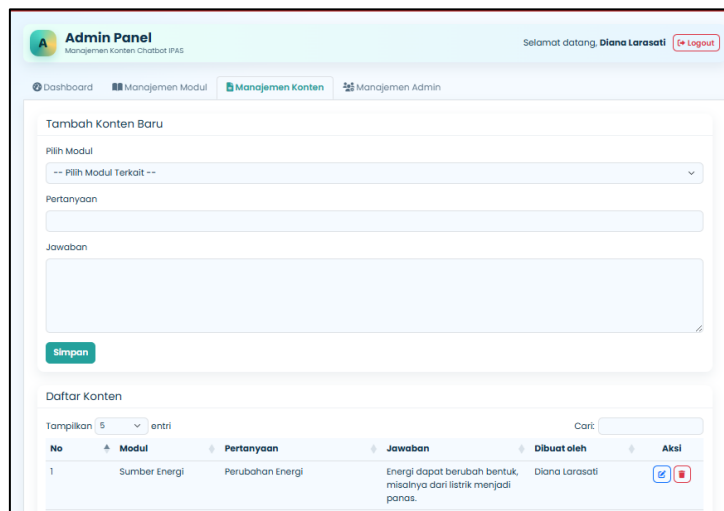 A
Admin Panel
Manajemen Konten Chatbot IPAS
Selamat datang, Diana Larasati
Logout
Dashboard
Manajemen Modul
Manajemen Konten
Manajemen Admin
Tambah Konten Baru
Pilih Modul
-- Pilih Modul Terkait --
Pertanyaan
Jawaban
Simpan
Daftar Konten
Tampilkan 5 entri
Cari:
No Modul Pertanyaan Jawaban Dibuat oleh Aksi
1 Sumber Energi Perubahan Energi Energi dapat berubah bentuk, Diana Larasati
misalnya dari listrik menjadi
panas.